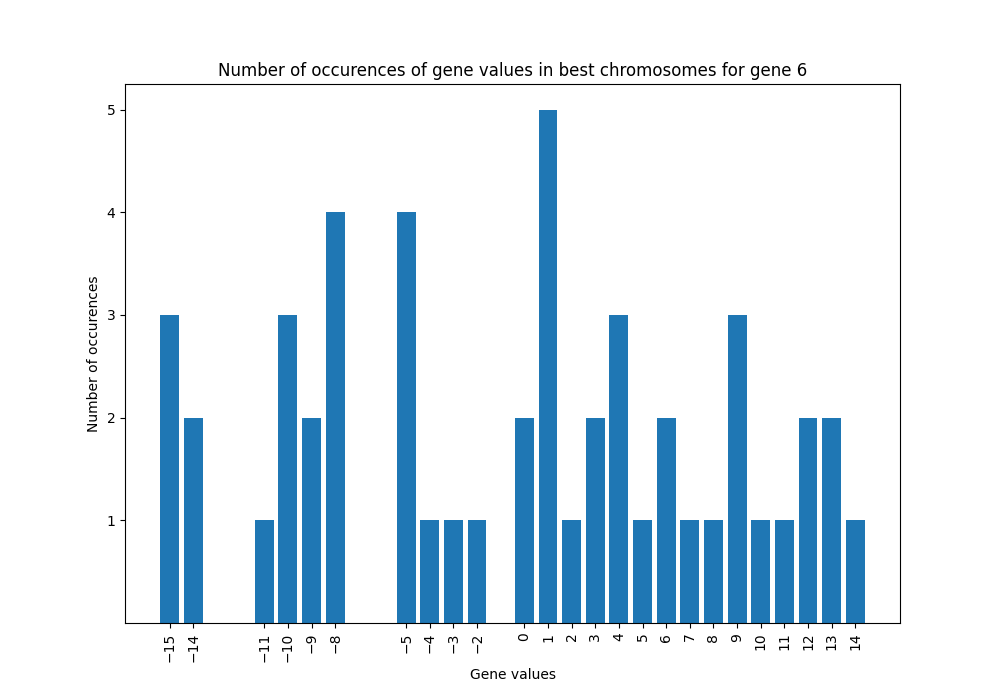 Number of occurences of gene values in best chromosomes for gene 6
Number of occurences
5
4
3
2
1
−15 −14 −11 −10 −9 −8 −5 −4 −3 −2 0 1 2 3 4 5 6 7 8 9 10 11 12 13 14
Gene values